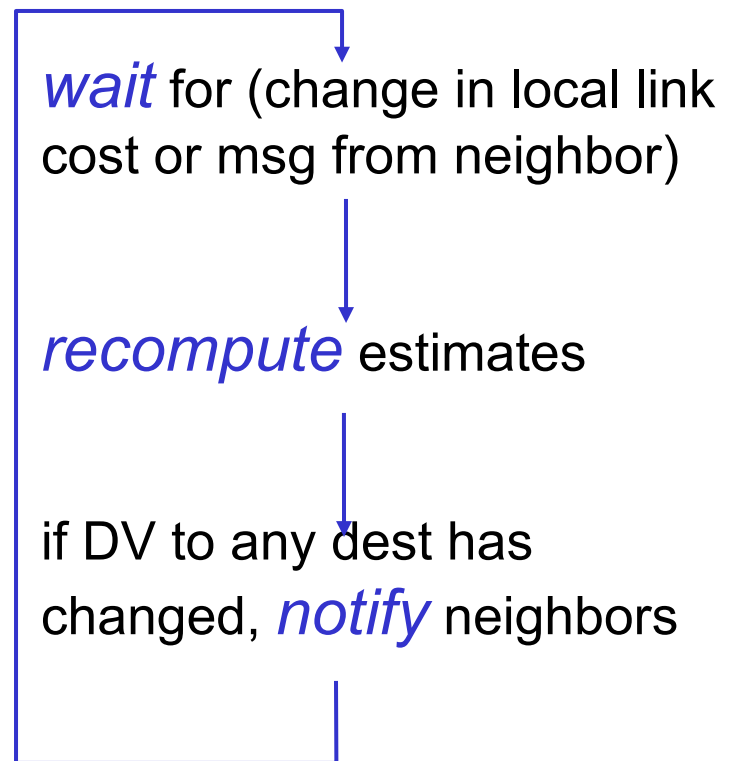 wait for (change in local link
cost or msg from neighbor)
recompute estimates
if DV to any dest has
changed, notify neighbors